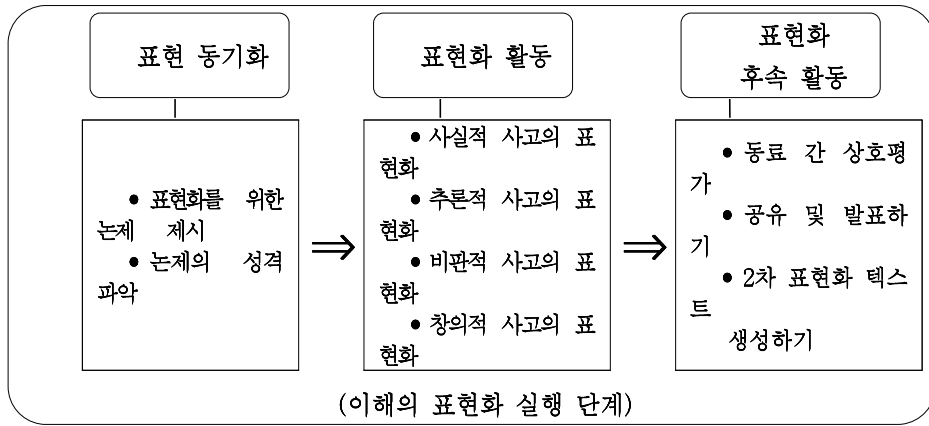 표현 동기화
표현화 활동
표현화
후속 활동
• 표현화를 위한
논제 제시
• 논제의 성격
파악
⇒
• 사실적 사고의 표
현화
• 추론적 사고의 표
현화
• 비판적 사고의 표
현화
• 창의적 사고의 표
현화
⇒
• 동료 간 상호평
가
• 공유 및 발표하
기
• 2차 표현화 텍스
트
생성하기
(이해의 표현화 실행 단계)